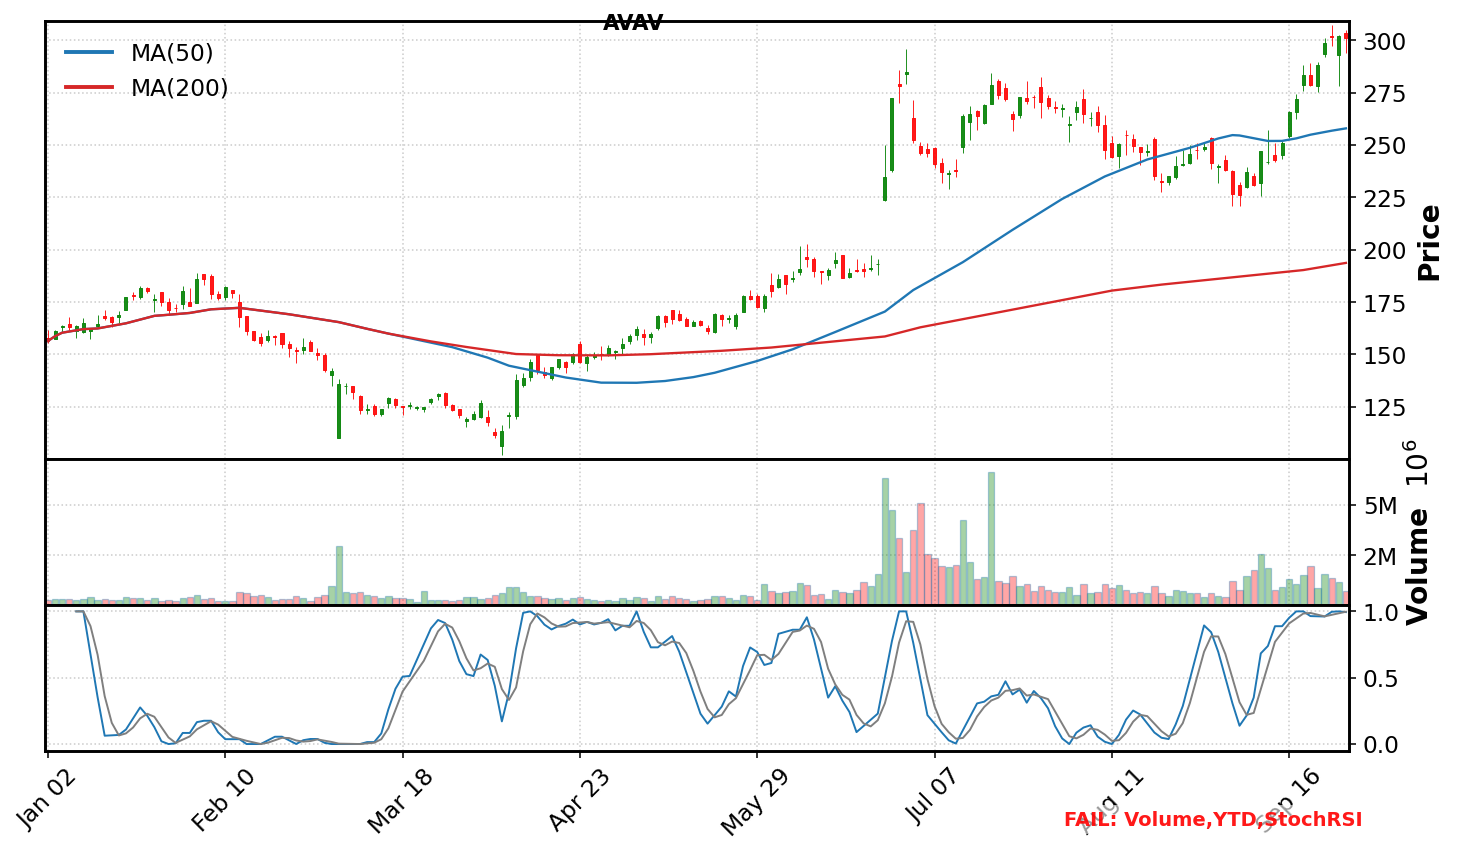 AVAV
MA(50)
MA(200)
300
275
250
225
200
175
150
125
Price
10⁶
5M
2M
Volume
1.0
0.5
0.0
Jan 02
Feb 10
Mar 18
Apr 23
May 29
Jul 07
Aug 11
Sep 16
FAIL: Volume,YTD,StochRSI